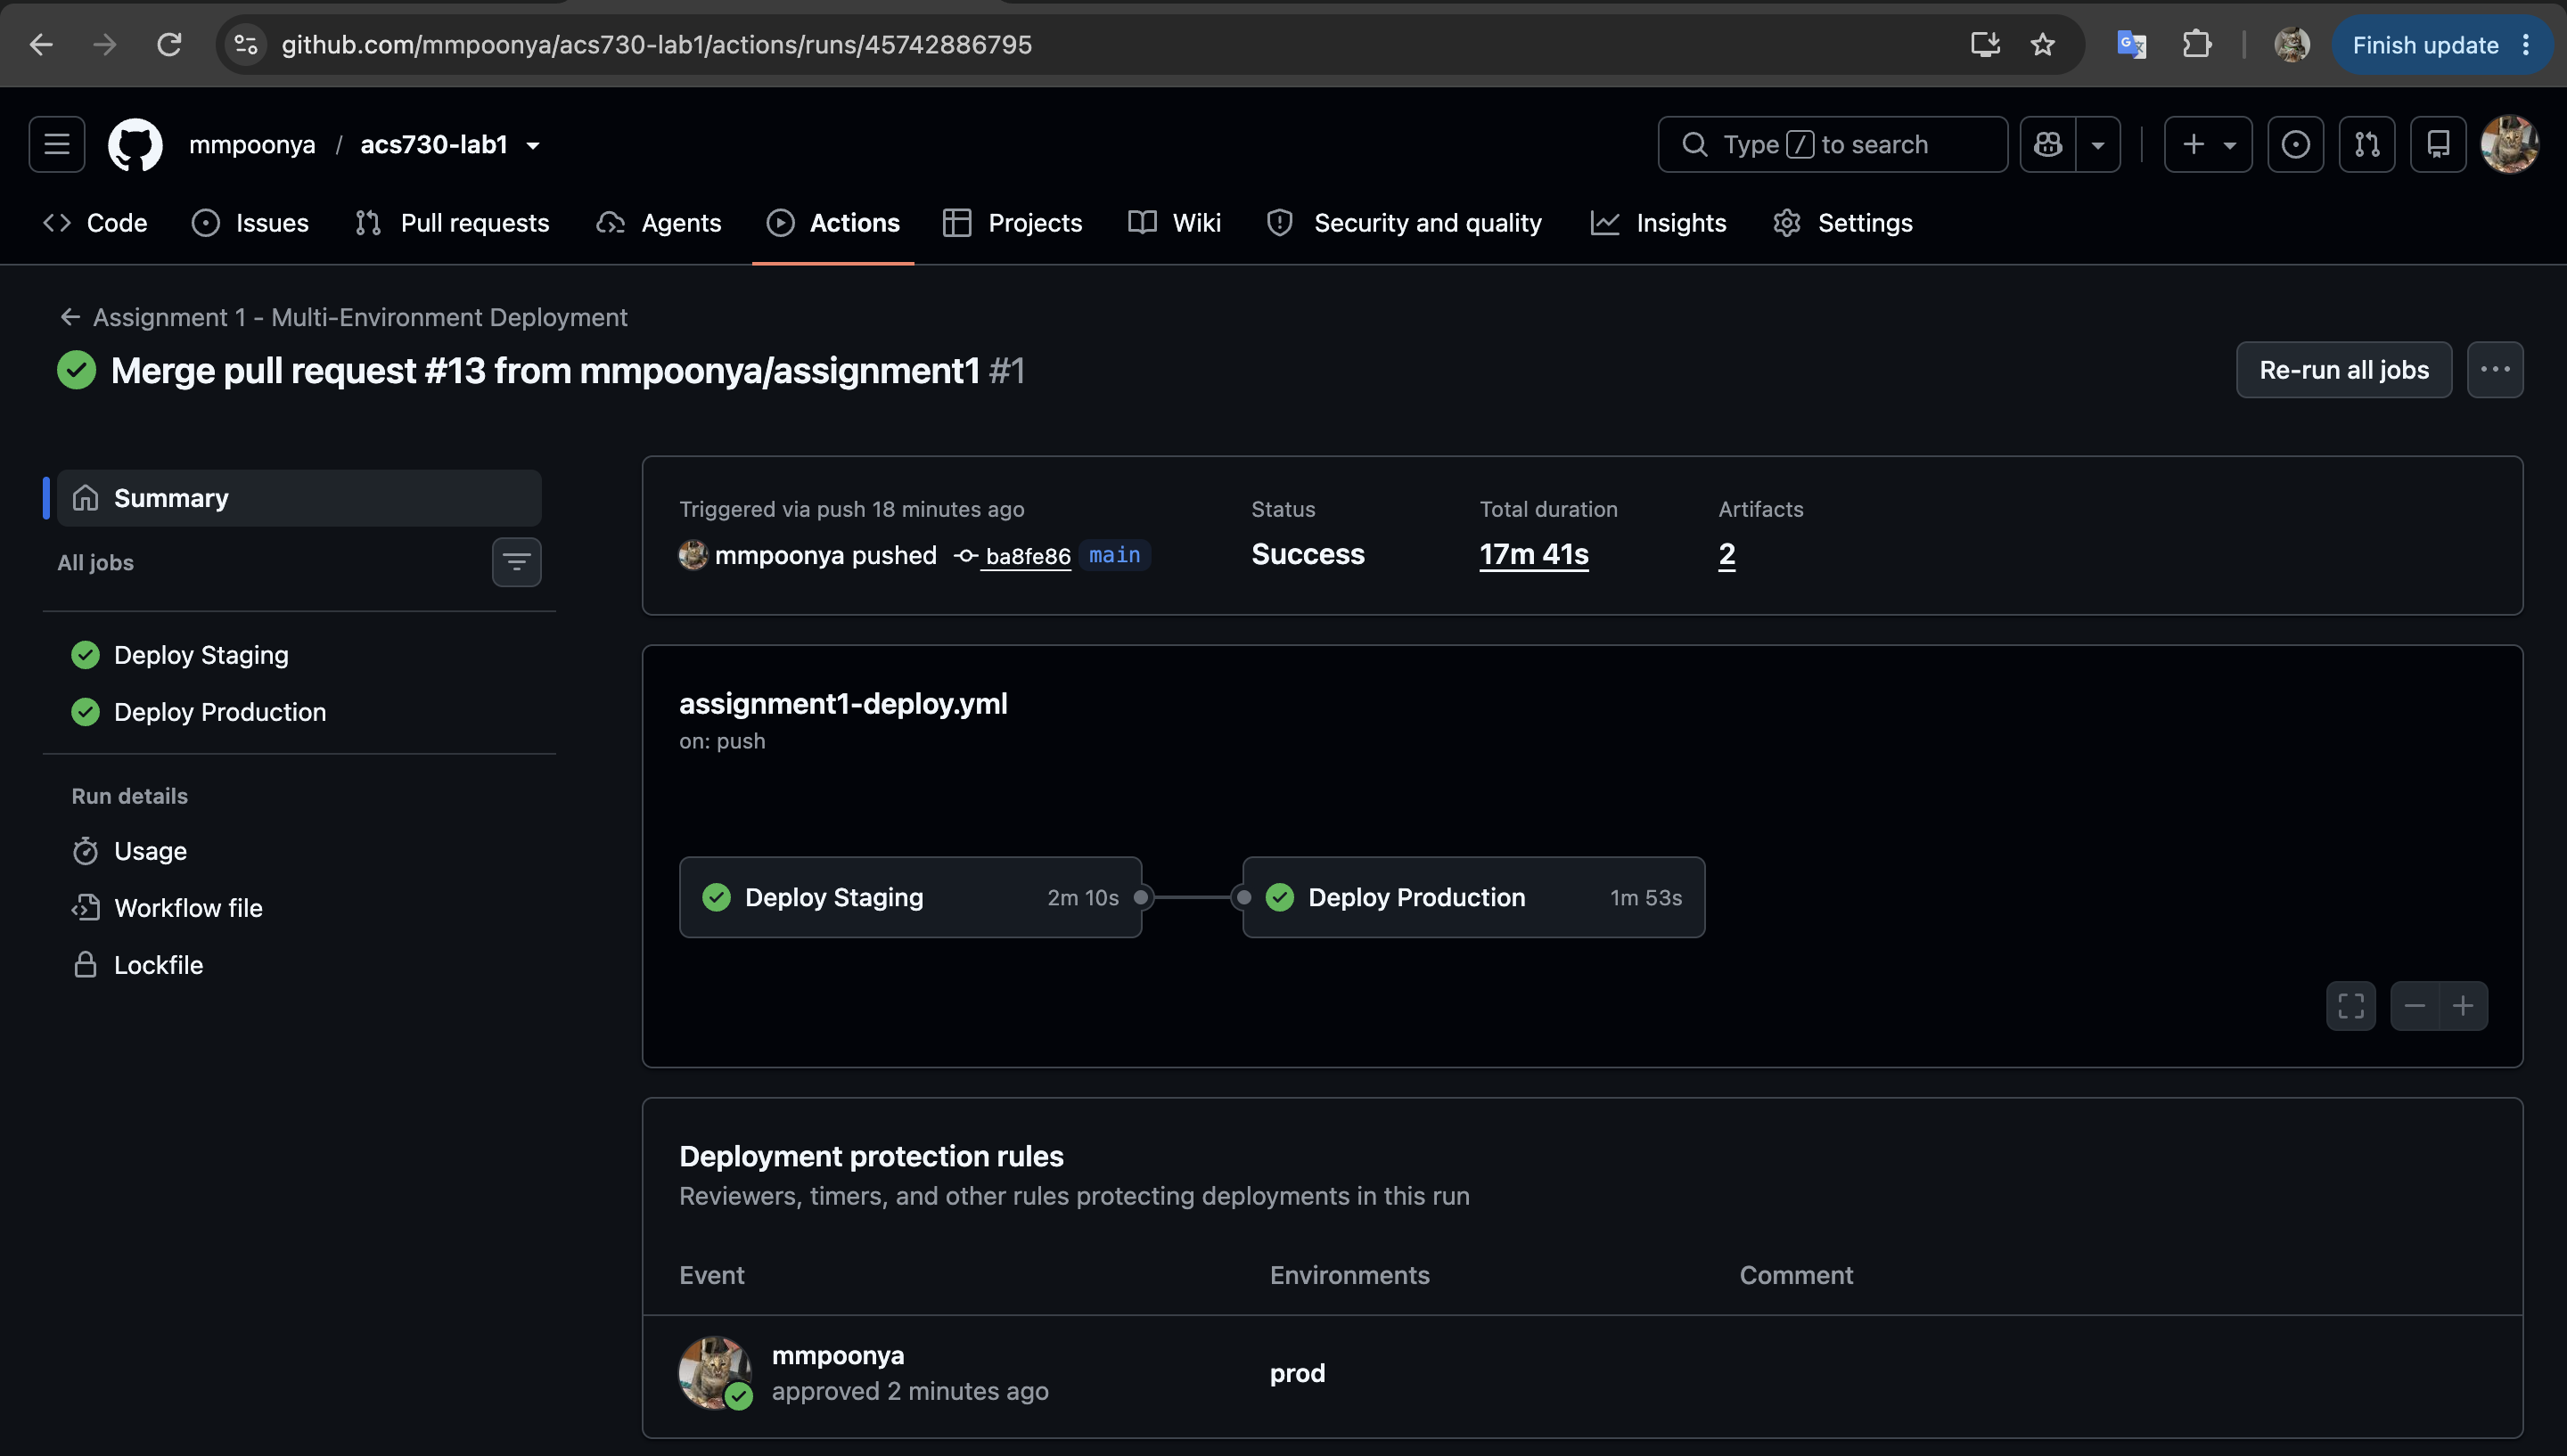 github.com/mmpoonya/acs730-lab1/actions/runs/45742886795
Finish update
mmpoonya / acs730-lab1
Type / to search
Code
Issues
Pull requests
Agents
Actions
Projects
Wiki
Security and quality
Insights
Settings
Assignment 1 - Multi-Environment Deployment
Merge pull request #13 from mmpoonya/assignment1 #1
Re-run all jobs
Summary
All jobs
Deploy Staging
Deploy Production
Run details
Usage
Workflow file
Lockfile
Triggered via push 18 minutes ago
mmpoonya pushed ba8fe86 main
Status
Success
Total duration
17m 41s
Artifacts
2
assignment1-deploy.yml
on: push
Deploy Staging 2m 10s
Deploy Production 1m 53s
Deployment protection rules
Reviewers, timers, and other rules protecting deployments in this run
Event Environments Comment
mmpoonya
approved 2 minutes ago
prod